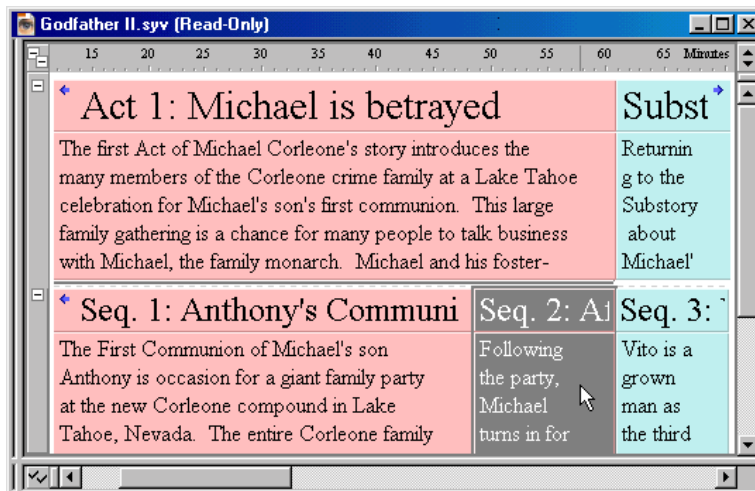 Godfather II.syv (Read-Only)
15 20 25 30 35 40 45 50 55 60 65 Minutes
Act 1: Michael is betrayed
The first Act of Michael Corleone's story introduces the
many members of the Corleone crime family at a Lake Tahoe
celebration for Michael's son's first communion. This large
family gathering is a chance for many people to talk business
with Michael, the family monarch. Michael and his foster-
Subst
Returnin
g to the
Substory
about
Michael'
Seq. 1: Anthony's Communi
The First Communion of Michael's son
Anthony is occasion for a giant family party
at the new Corleone compound in Lake
Tahoe, Nevada. The entire Corleone family
Seq. 2: Af
Following
the party,
Michael
turns in for
Seq. 3:
Vito is a
grown
man as
the third